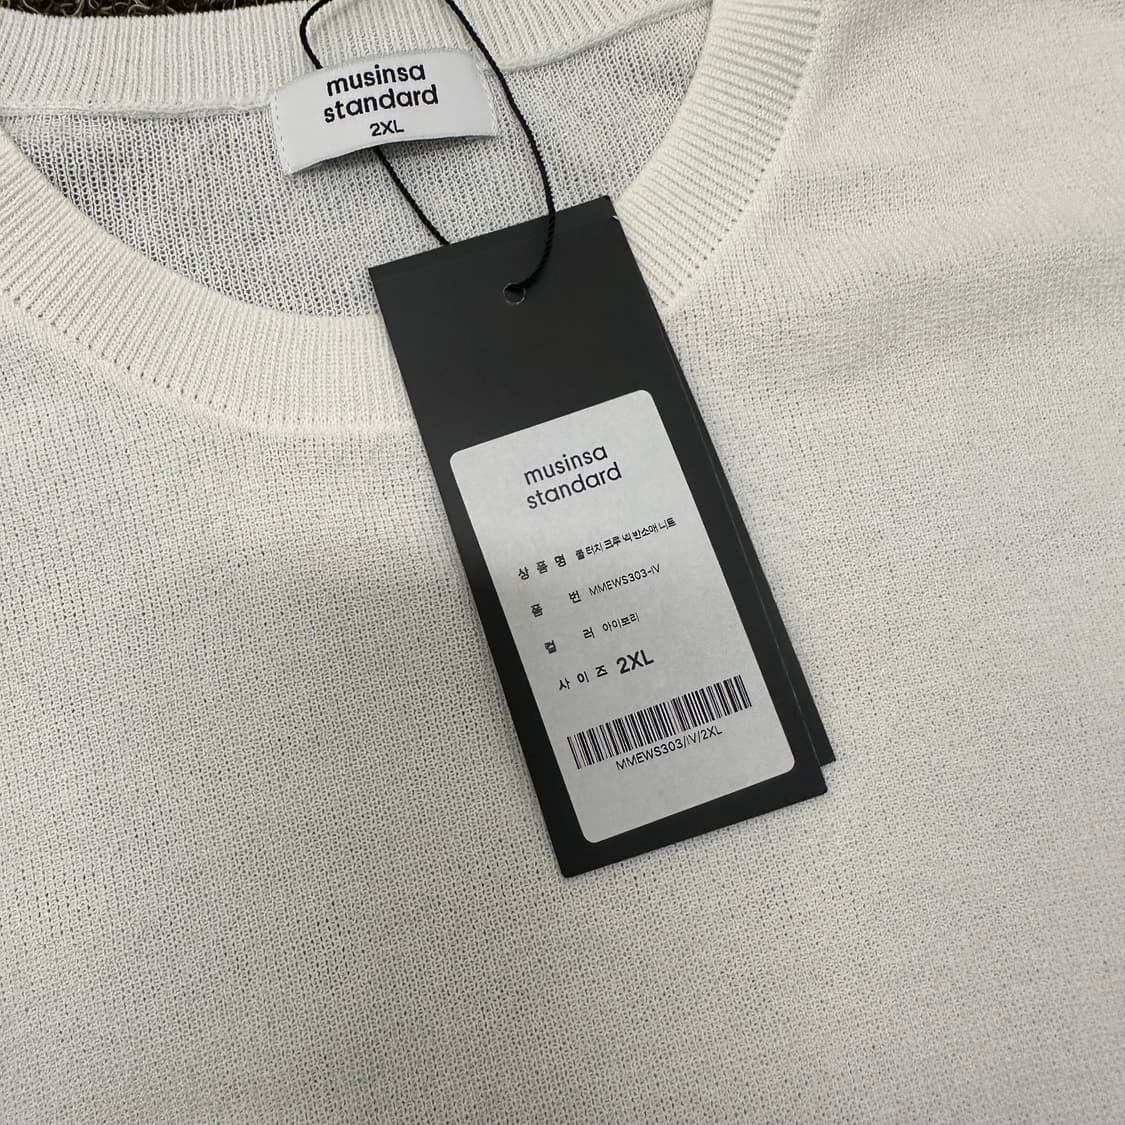 musinsa
standard
2XL
musinsa
standard
상 품 명 쿨 터치 크루 넥 반소매 니트
품 번 MMEWS303-IV
컬 러 아이보리
사 이 즈 2XL
MMEWS303/IV/2XL